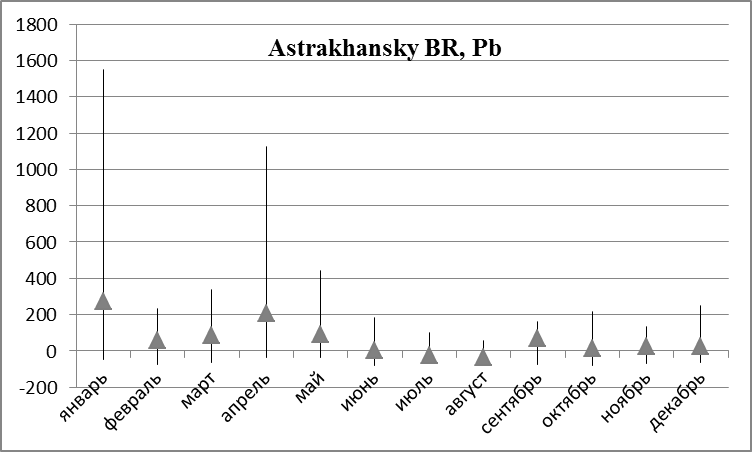 Astrakhansky BR, Pb
1800
1600
1400
1200
1000
800
600
400
200
0
-200
январь
февраль
март
апрель
май
июнь
июль
август
сентябрь
октябрь
ноябрь
декабрь